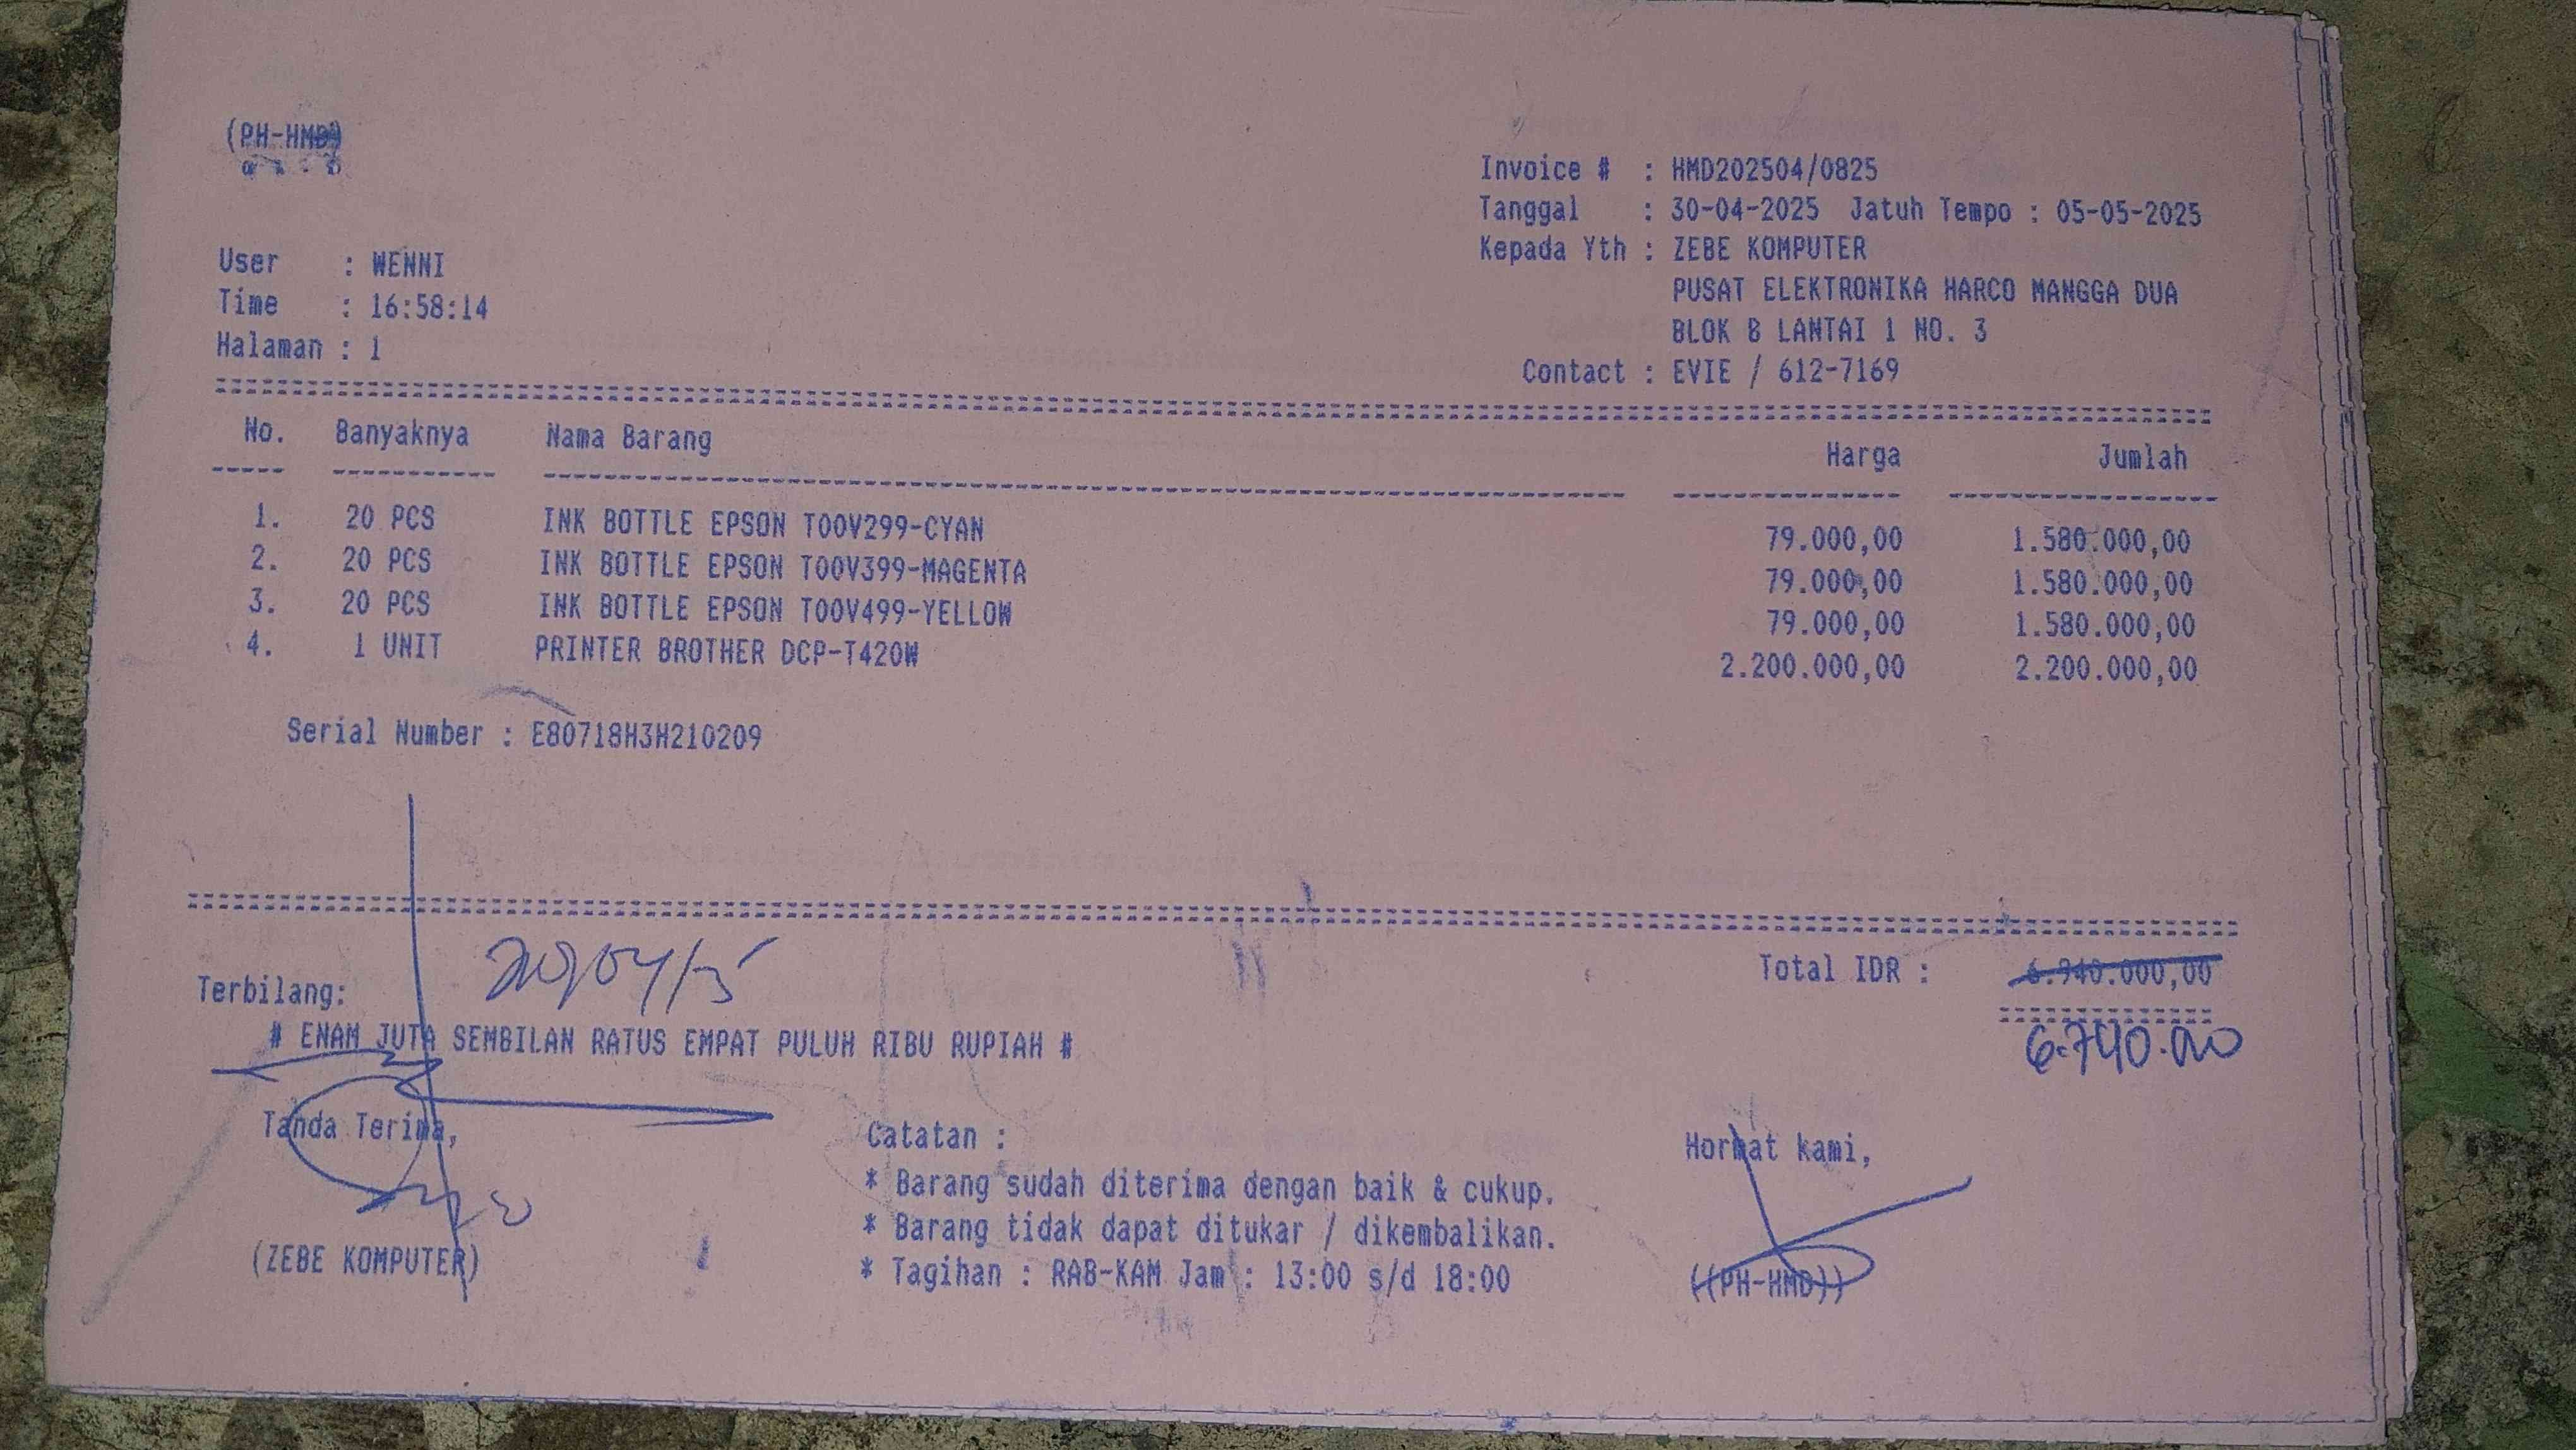 (PH-HMD)
Invoice # : HMD202504/0825
Tanggal : 30-04-2025 Jatuh Tempo : 05-05-2025
Kepada Yth : ZEBE KOMPUTER
PUSAT ELEKTRONIKA HARCO MANGGA DUA
BLOK B LANTAI 1 NO. 3
Contact : EVIE / 612-7169
User : WENNI
Time : 16:58:14
Halaman : 1
No. Banyaknya Nama Barang Harga Jumlah
1. 20 PCS INK BOTTLE EPSON T00V299-CYAN 79.000,00 1.580.000,00
2. 20 PCS INK BOTTLE EPSON T00V399-MAGENTA 79.000,00 1.580.000,00
3. 20 PCS INK BOTTLE EPSON T00V499-YELLOW 79.000,00 1.580.000,00
4. 1 UNIT PRINTER BROTHER DCP-T420W 2.200.000,00 2.200.000,00
Serial Number : E80718H3H210209
Total IDR : 6.940.000,00
6.740.00
Terbilang:
# ENAM JUTA SEMBILAN RATUS EMPAT PULUH RIBU RUPIAH #
Tanda Terima,
(ZEBE KOMPUTER)
Catatan :
* Barang sudah diterima dengan baik & cukup.
* Barang tidak dapat ditukar / dikembalikan.
* Tagihan : RAB-KAM Jam : 13:00 s/d 18:00
Hormat kami,
((PH-HMD))